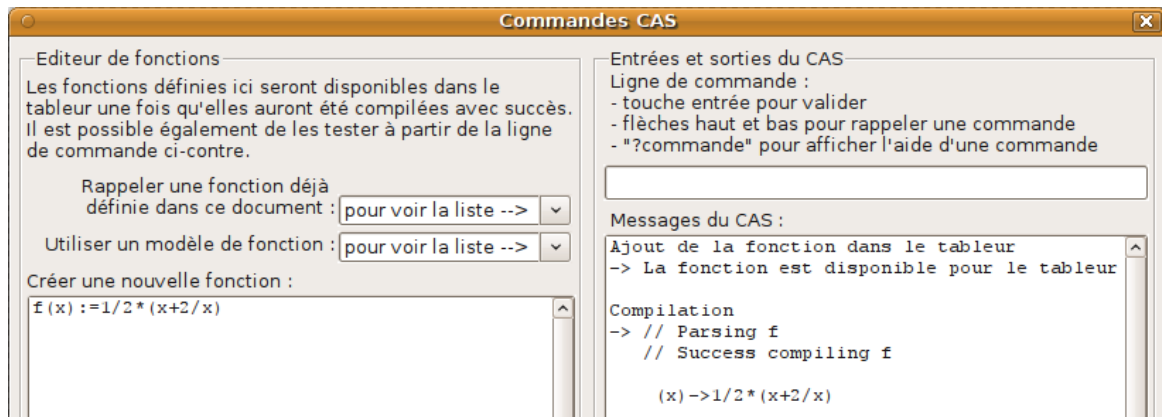 Commandes CAS
Editeur de fonctions
Les fonctions définies ici seront disponibles dans le
tableur une fois qu'elles auront été compilées avec succès.
Il est possible également de les tester à partir de la ligne
de commande ci-contre.
Rappeler une fonction déjà
définie dans ce document : pour voir la liste -->
Utiliser un modèle de fonction : pour voir la liste -->
Créer une nouvelle fonction :
f(x):=1/2*(x+2/x)
Entrées et sorties du CAS
Ligne de commande :
- touche entrée pour valider
- flèches haut et bas pour rappeler une commande
- "?commande" pour afficher l'aide d'une commande
Messages du CAS :
Ajout de la fonction dans le tableur
-> La fonction est disponible pour le tableur
Compilation
-> // Parsing f
// Success compiling f
(x)->1/2*(x+2/x)